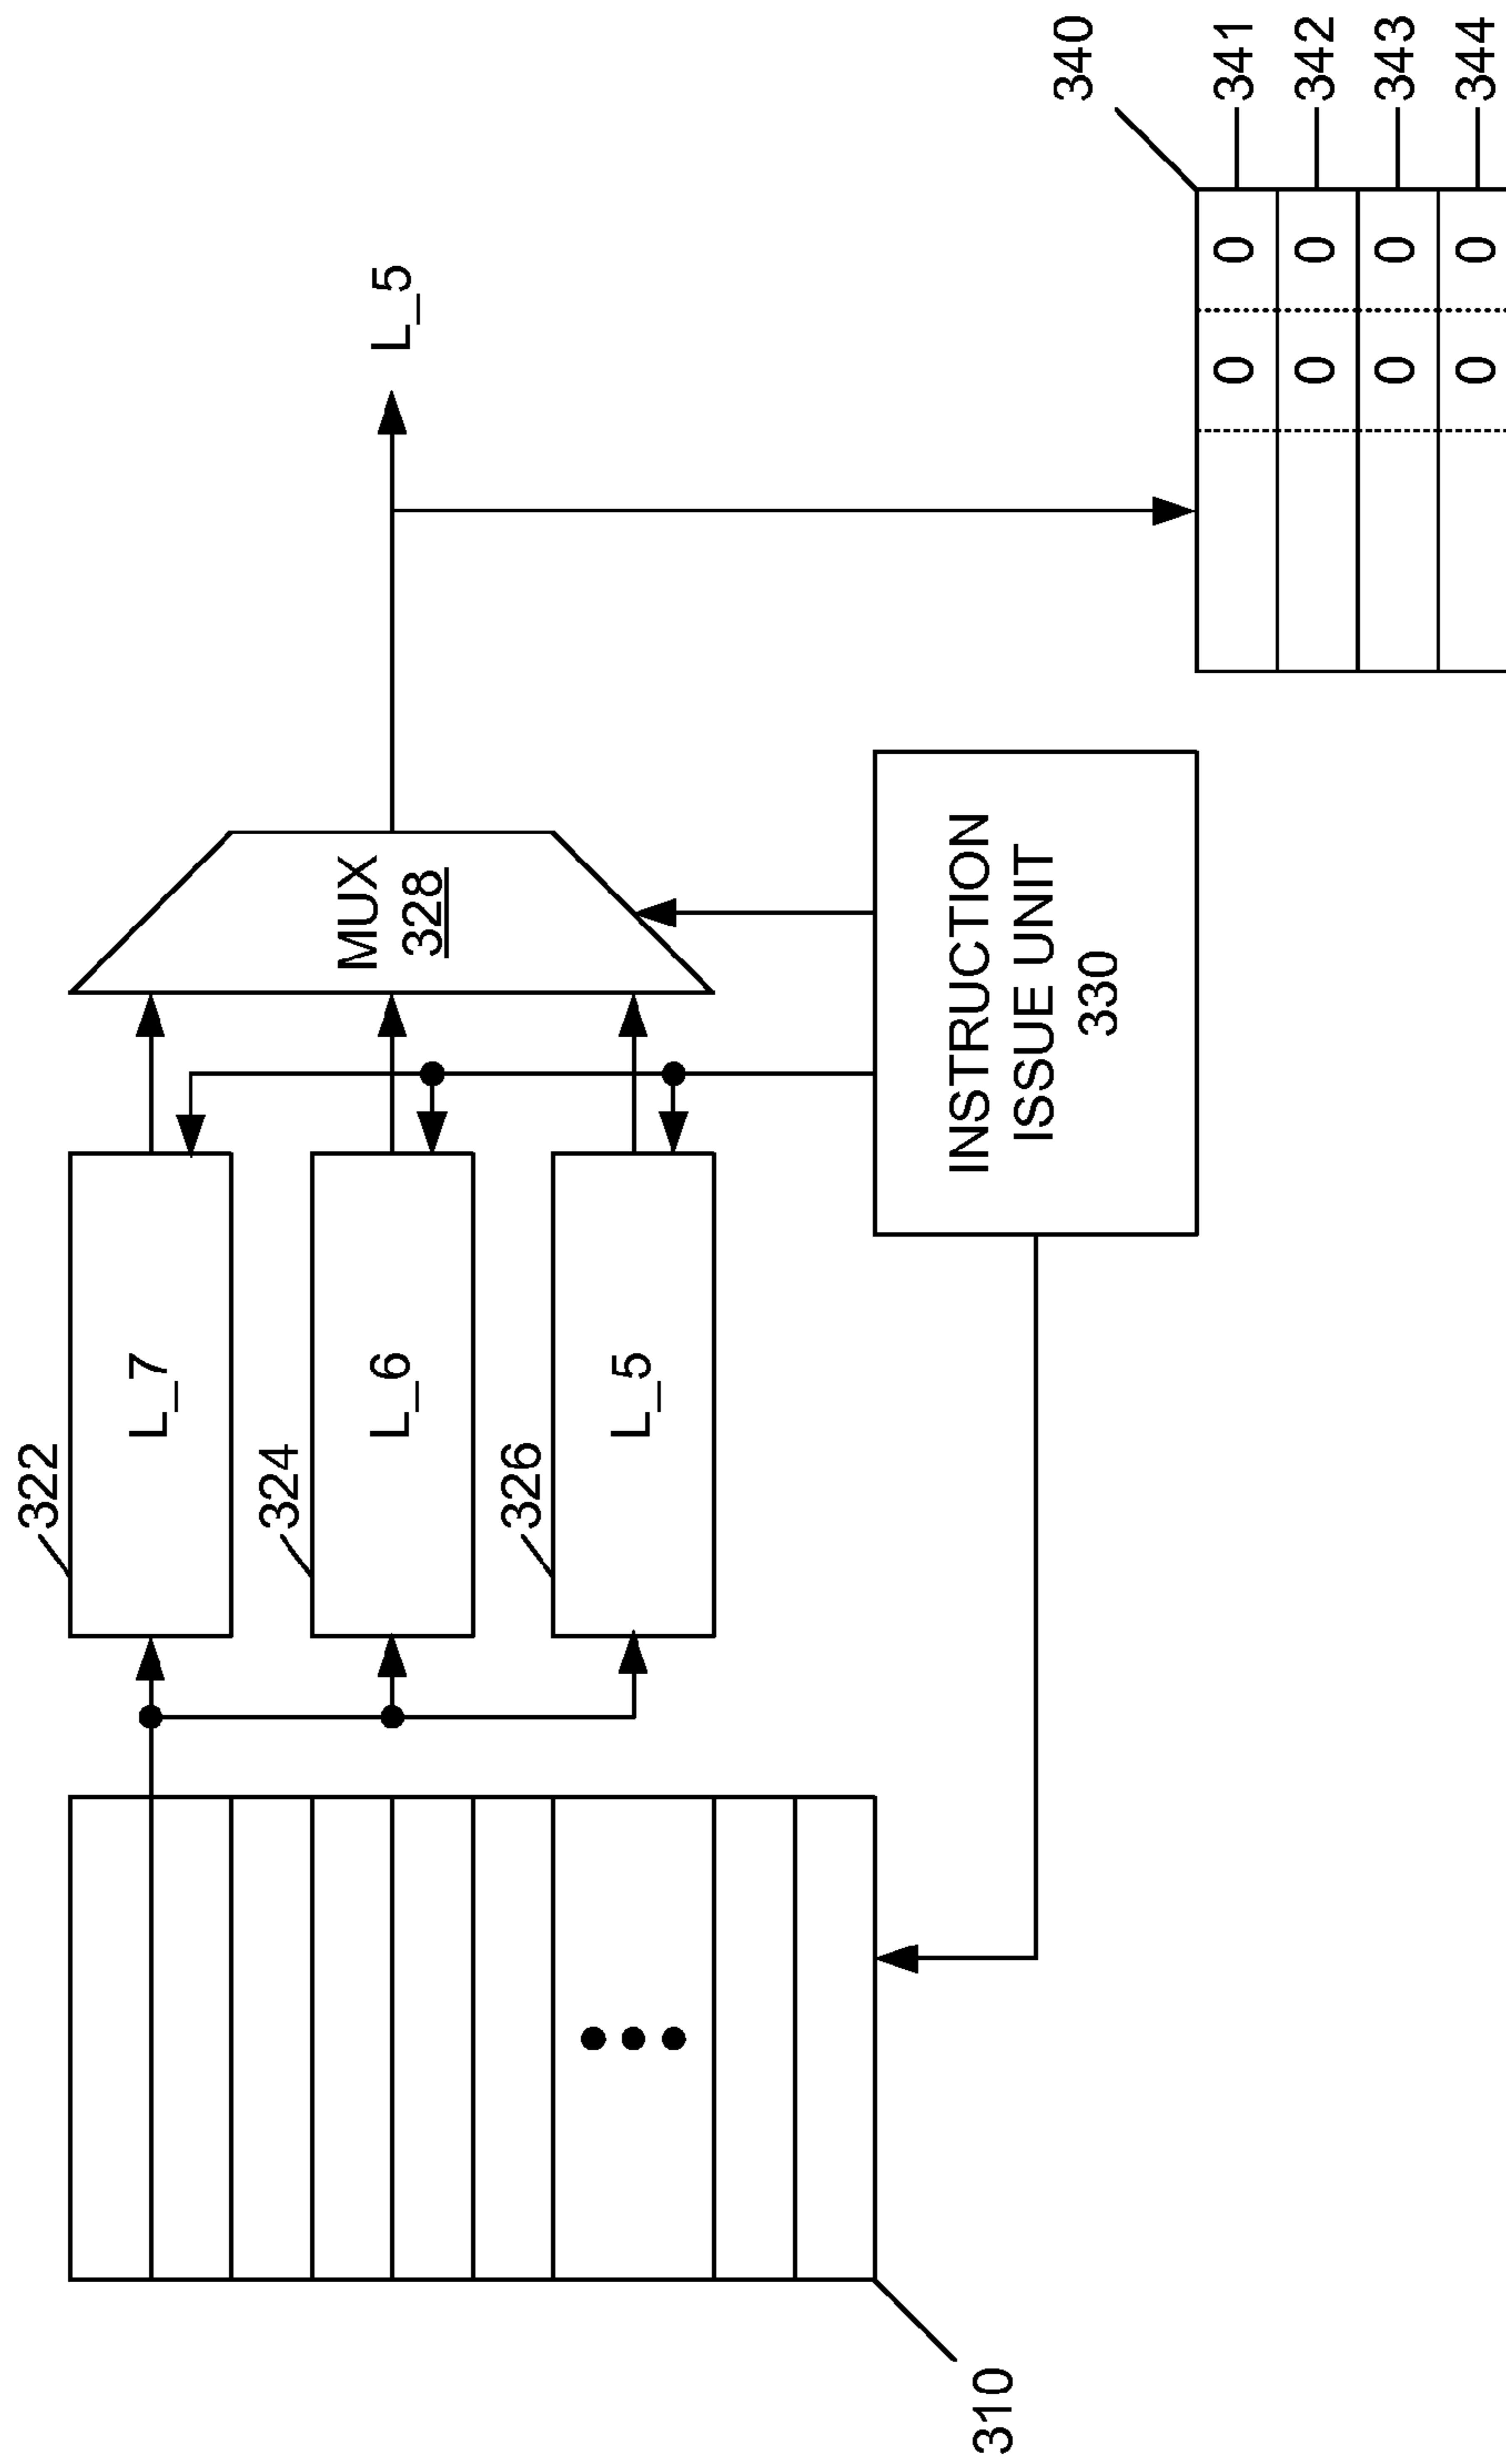 322
L_7
324
L_6
326
L_5
MUX
328
L_5
INSTRUCTION
ISSUE UNIT
330
310
340
0 0 341
0 0 342
0 0 343
0 0 344